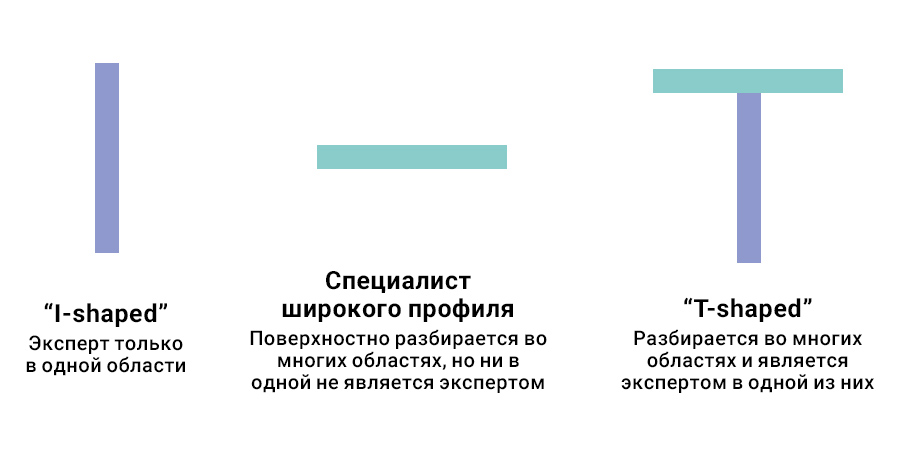 “I-shaped”
Эксперт только
в одной области
Специалист
широкого профиля
Поверхностно разбирается во
многих областях, но ни в
одной не является экспертом
“T-shaped”
Разбирается во многих
областях и является
экспертом в одной из них